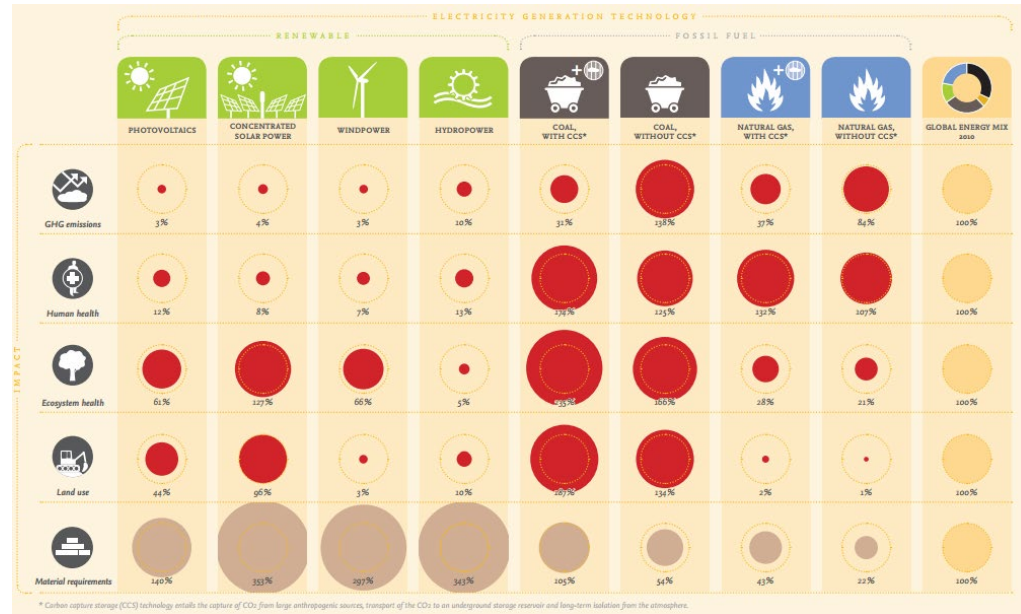 ELECTRICITY GENERATION TECHNOLOGY
RENEWABLE
FOSSIL FUEL
PHOTOVOLTAICS
CONCENTRATED
SOLAR POWER
WINDPOWER
HYDROPOWER
COAL,
WITH CCS*
COAL,
WITHOUT CCS*
NATURAL GAS,
WITH CCS*
NATURAL GAS,
WITHOUT CCS*
GLOBAL ENERGY MIX
2010
IMPACT
GHG emissions
3% 4% 3% 10% 31% 138% 37% 84% 100%
Human health
12% 8% 7% 13% 174% 125% 132% 107% 100%
Ecosystem health
61% 127% 66% 5% 235% 166% 28% 21% 100%
Land use
44% 96% 3% 10% 187% 134% 2% 1% 100%
Material requirements
140% 353% 297% 343% 105% 54% 43% 22% 100%
* Carbon capture storage (CCS) technology entails the capture of CO2 from large anthropogenic sources, transport of the CO2 to an underground storage reservoir and long-term isolation from the atmosphere.